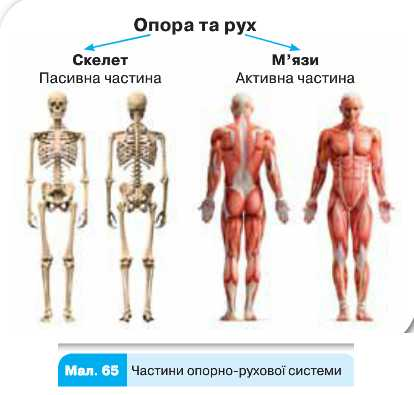 Опора та рух
Скелет
Пасивна частина
М'язи
Активна частина
Мал. 65 Частини опорно-рухової системи